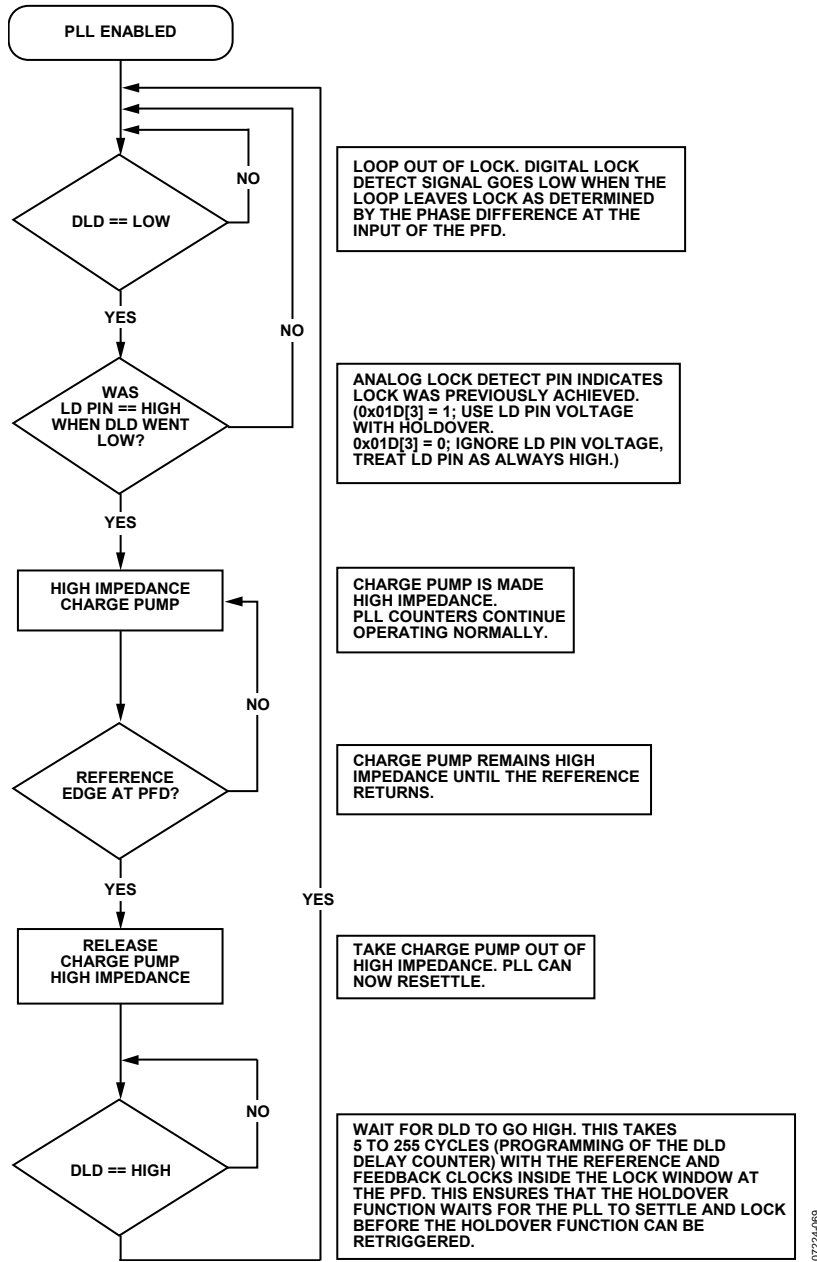 PLL ENABLED
NO
DLD == LOW
LOOP OUT OF LOCK. DIGITAL LOCK
DETECT SIGNAL GOES LOW WHEN THE
LOOP LEAVES LOCK AS DETERMINED
BY THE PHASE DIFFERENCE AT THE
INPUT OF THE PFD.
YES
NO
WAS
LD PIN == HIGH
WHEN DLD WENT
LOW?
ANALOG LOCK DETECT PIN INDICATES
LOCK WAS PREVIOUSLY ACHIEVED.
(0x01D[3] = 1; USE LD PIN VOLTAGE
WITH HOLDOVER.
0x01D[3] = 0; IGNORE LD PIN VOLTAGE,
TREAT LD PIN AS ALWAYS HIGH.)
YES
HIGH IMPEDANCE
CHARGE PUMP
CHARGE PUMP IS MADE
HIGH IMPEDANCE.
PLL COUNTERS CONTINUE
OPERATING NORMALLY.
NO
REFERENCE
EDGE AT PFD?
CHARGE PUMP REMAINS HIGH
IMPEDANCE UNTIL THE REFERENCE
RETURNS.
YES
YES
RELEASE
CHARGE PUMP
HIGH IMPEDANCE
TAKE CHARGE PUMP OUT OF
HIGH IMPEDANCE. PLL CAN
NOW RESETTLE.
NO
DLD == HIGH
WAIT FOR DLD TO GO HIGH. THIS TAKES
5 TO 255 CYCLES (PROGRAMMING OF THE DLD
DELAY COUNTER) WITH THE REFERENCE AND
FEEDBACK CLOCKS INSIDE THE LOCK WINDOW AT
THE PFD. THIS ENSURES THAT THE HOLDOVER
FUNCTION WAITS FOR THE PLL TO SETTLE AND LOCK
BEFORE THE HOLDOVER FUNCTION CAN BE
RETRIGGERED.
07224-069